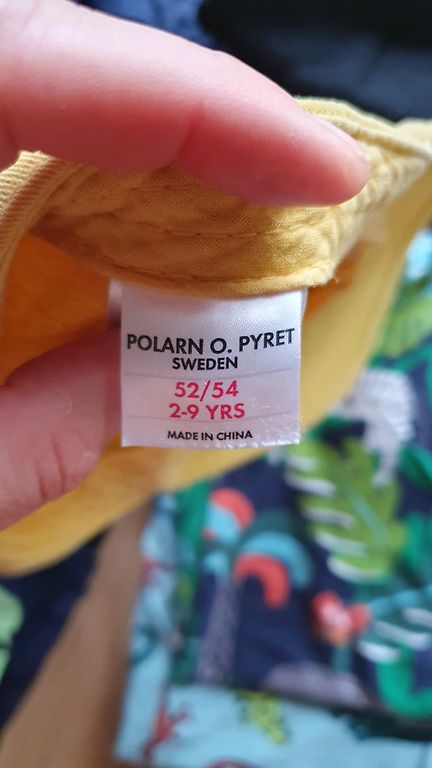 POLARN O. PYRET
SWEDEN
52/54
2-9 YRS
MADE IN CHINA